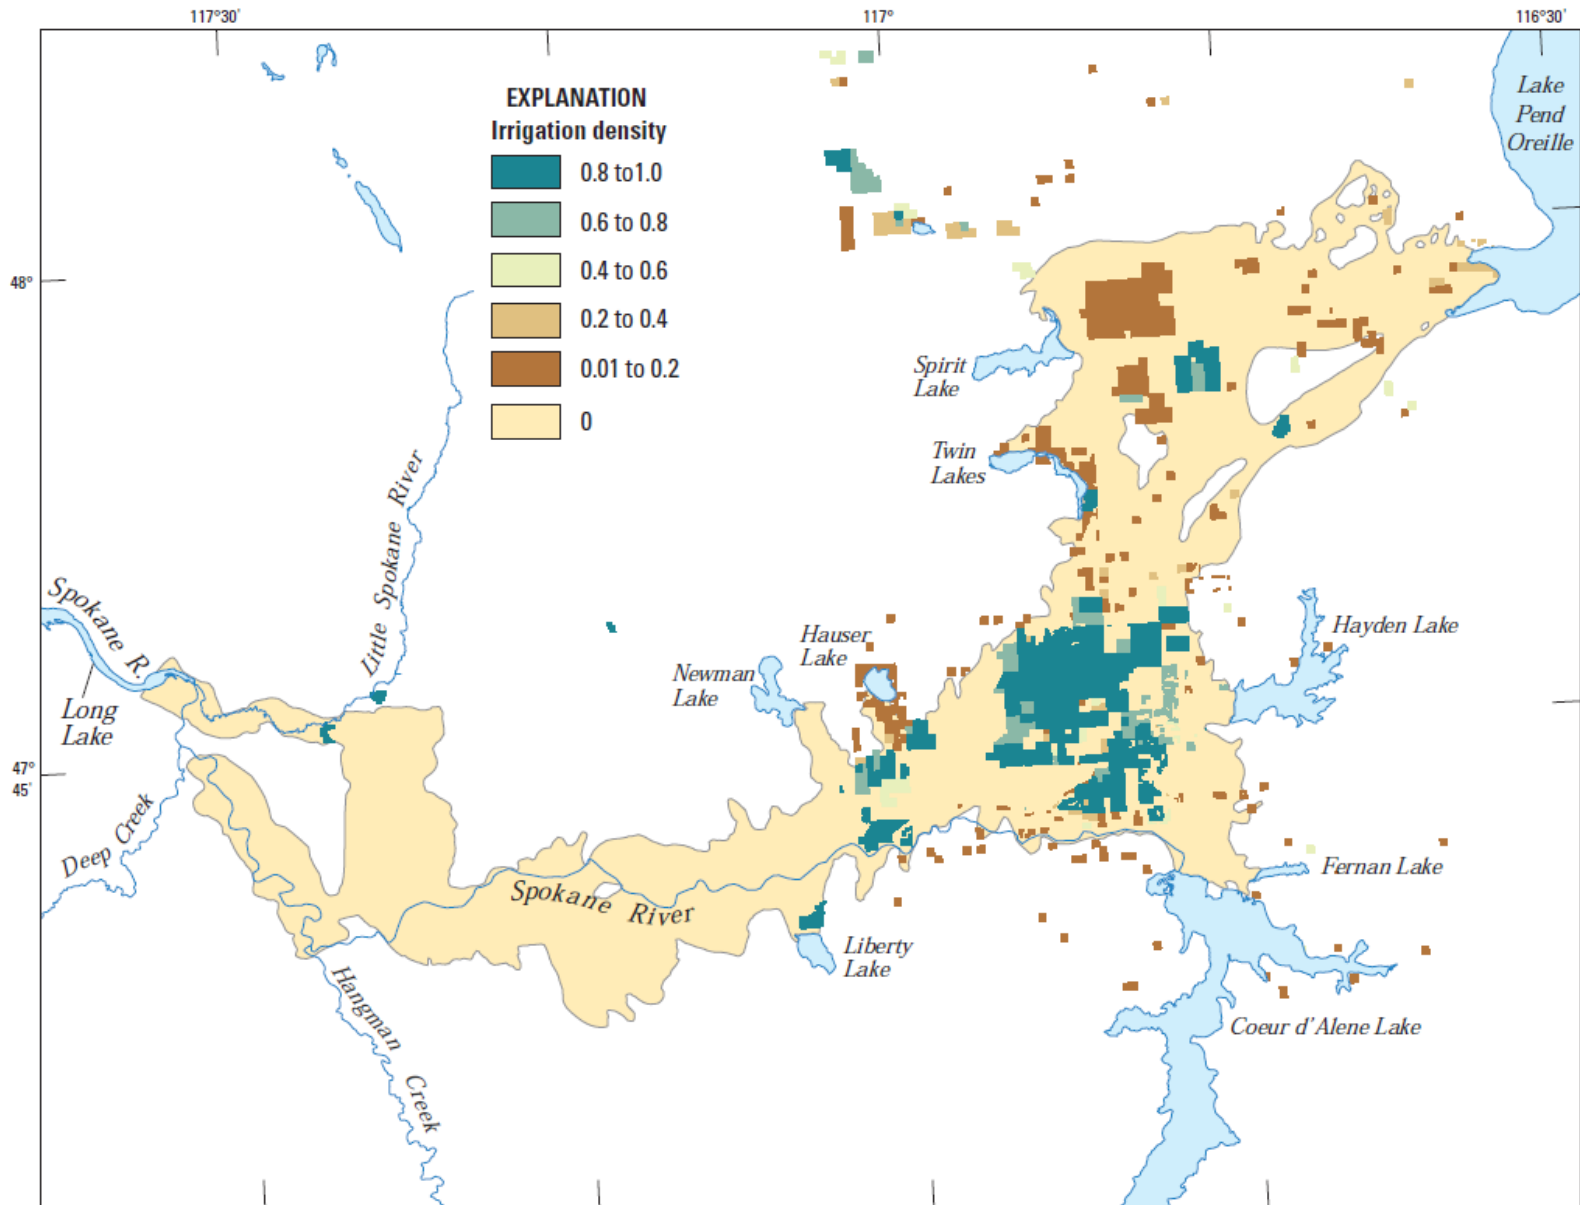 117°30'
117°
116°30'
EXPLANATION
Irrigation density
0.8 to1.0
0.6 to 0.8
0.4 to 0.6
0.2 to 0.4
0.01 to 0.2
0
Lake
Pend
Oreille
48°
Spirit
Lake
Twin
Lakes
Little Spokane River
Spokane R.
Long
Lake
Hauser
Lake
Newman
Lake
Hayden Lake
47°
45'
Deep Creek
Spokane River
Fernan Lake
Liberty
Lake
Hangman Creek
Coeur d'Alene Lake